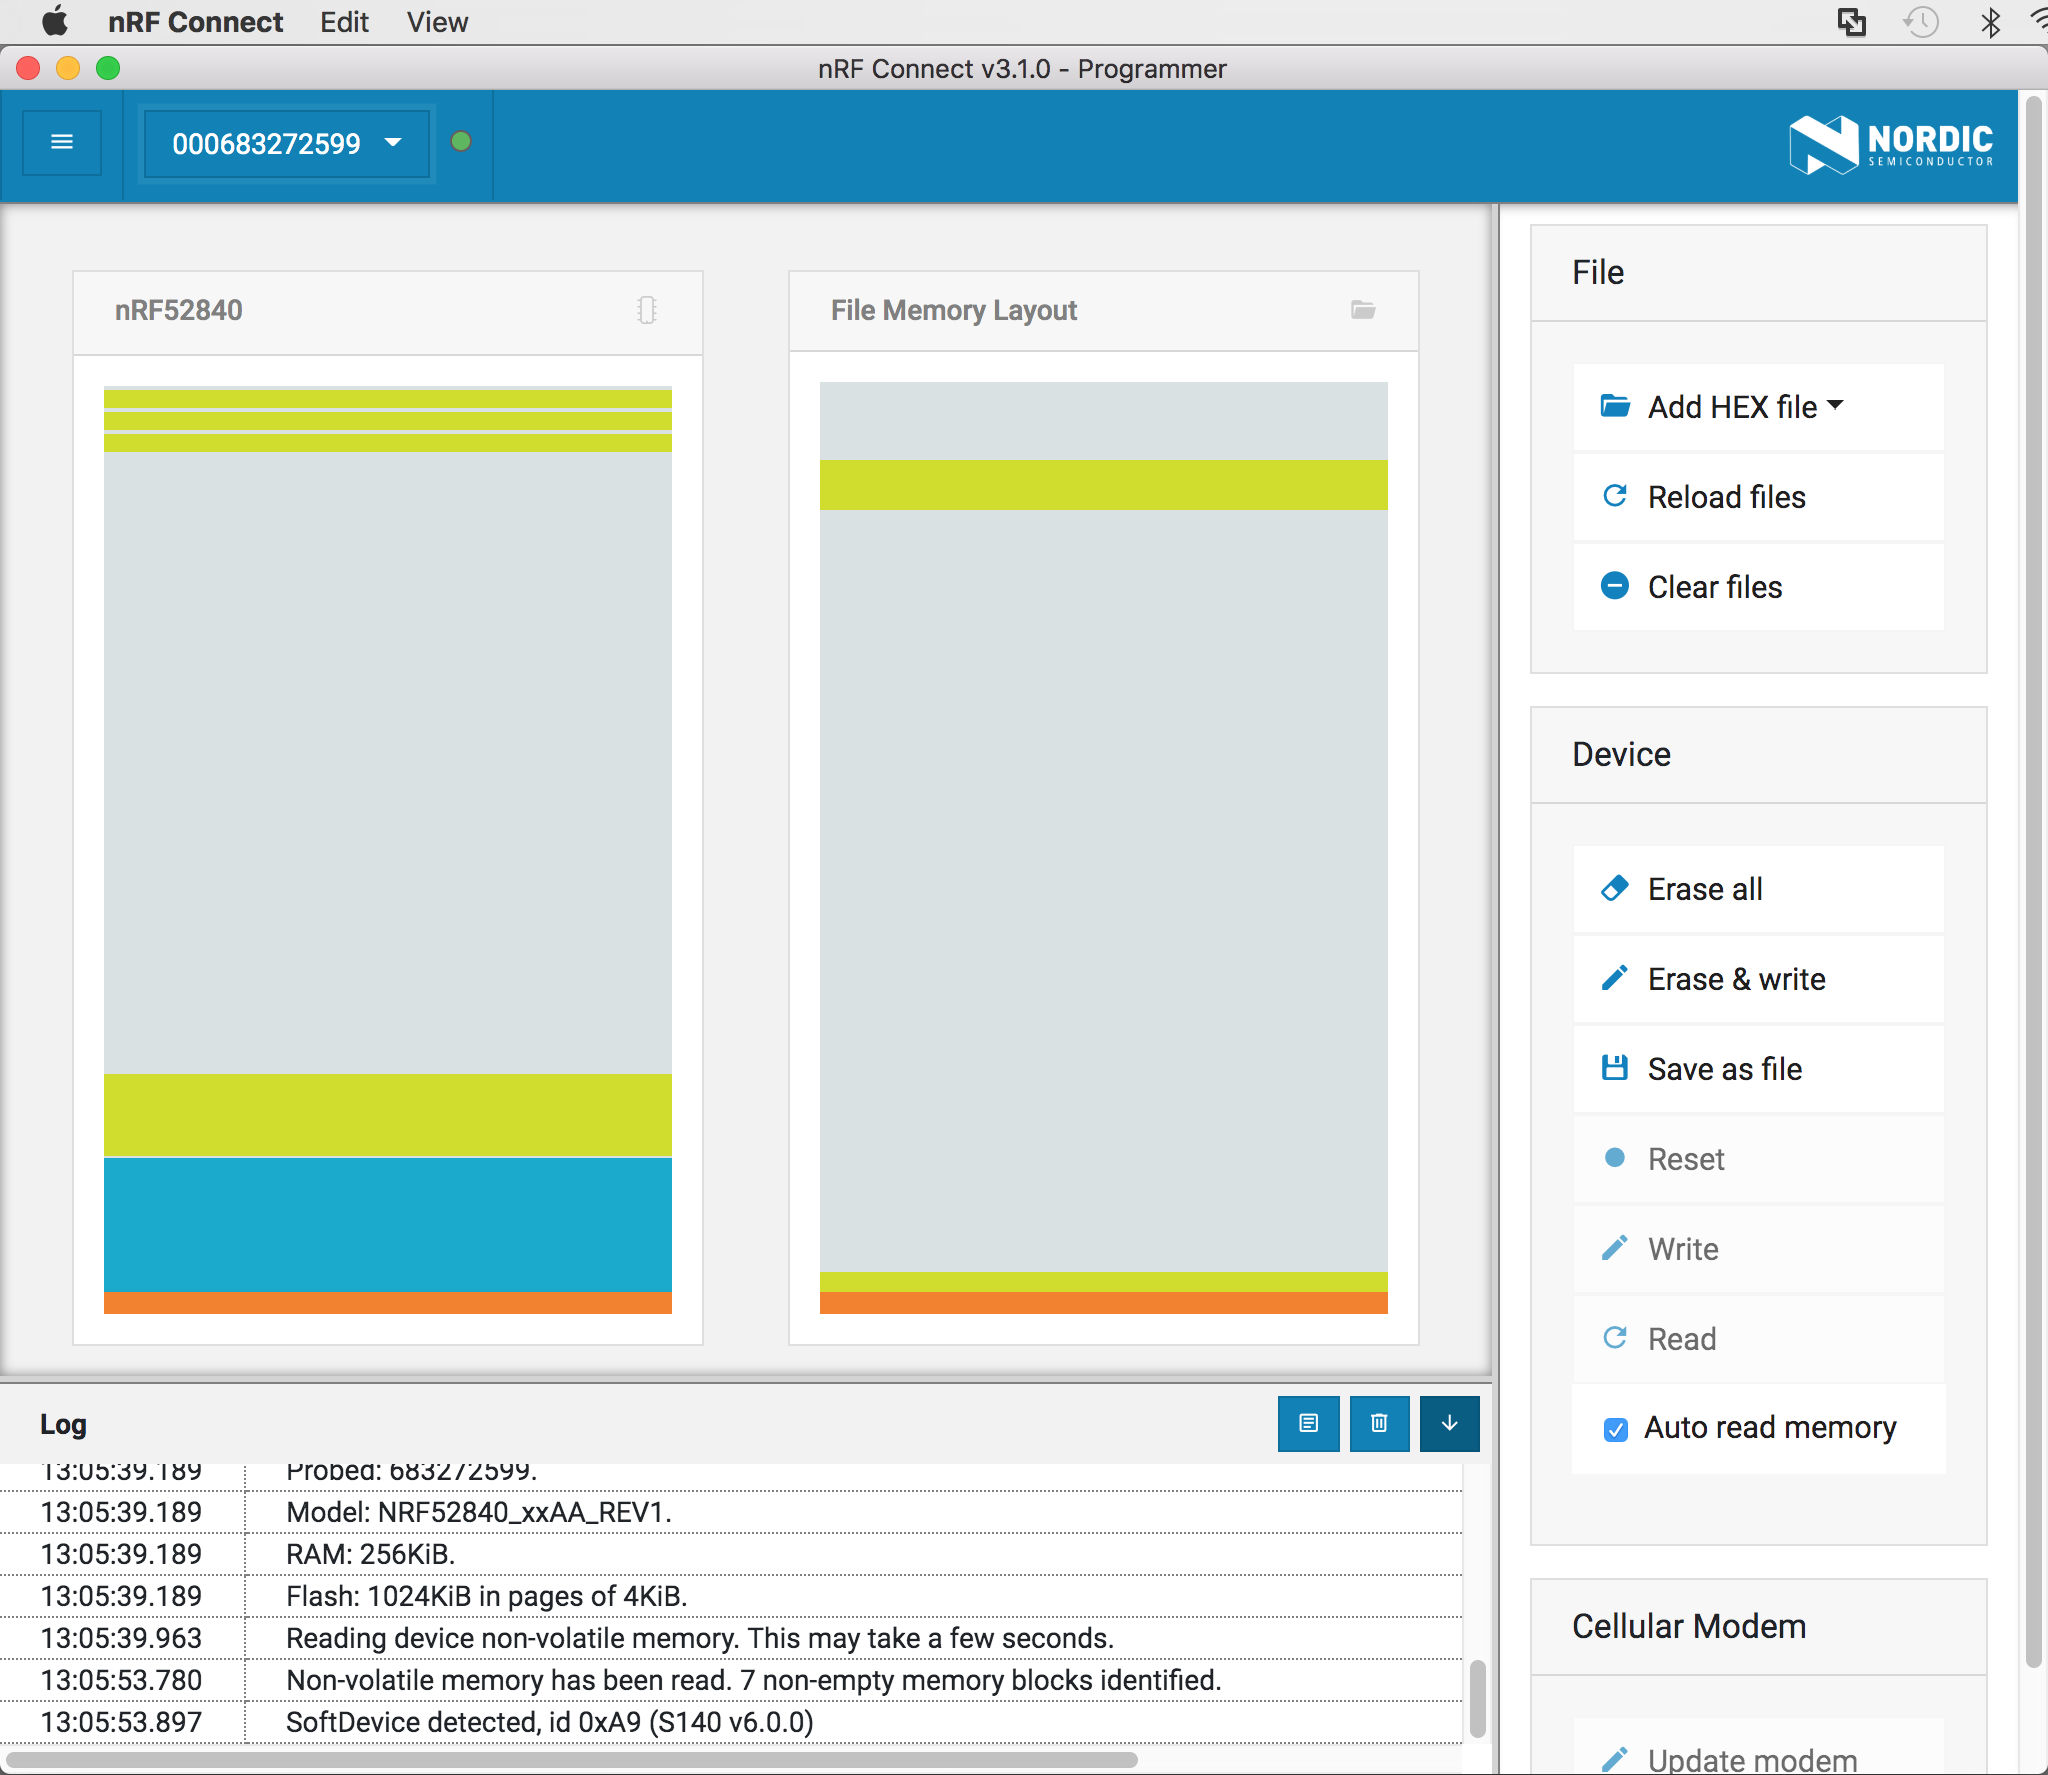 nRF Connect Edit View
nRF Connect v3.1.0 - Programmer
000683272599
NORDIC
SEMICONDUCTOR
nRF52840
File Memory Layout
File
Add HEX file
Reload files
Clear files
Device
Erase all
Erase & write
Save as file
Reset
Write
Read
Auto read memory
Cellular Modem
Update modem
Log
13:05:39.189 Probed: 683272599.
13:05:39.189 Model: NRF52840_xxAA_REV1.
13:05:39.189 RAM: 256KiB.
13:05:39.189 Flash: 1024KiB in pages of 4KiB.
13:05:39.963 Reading device non-volatile memory. This may take a few seconds.
13:05:53.780 Non-volatile memory has been read. 7 non-empty memory blocks identified.
13:05:53.897 SoftDevice detected, id 0xA9 (S140 v6.0.0)